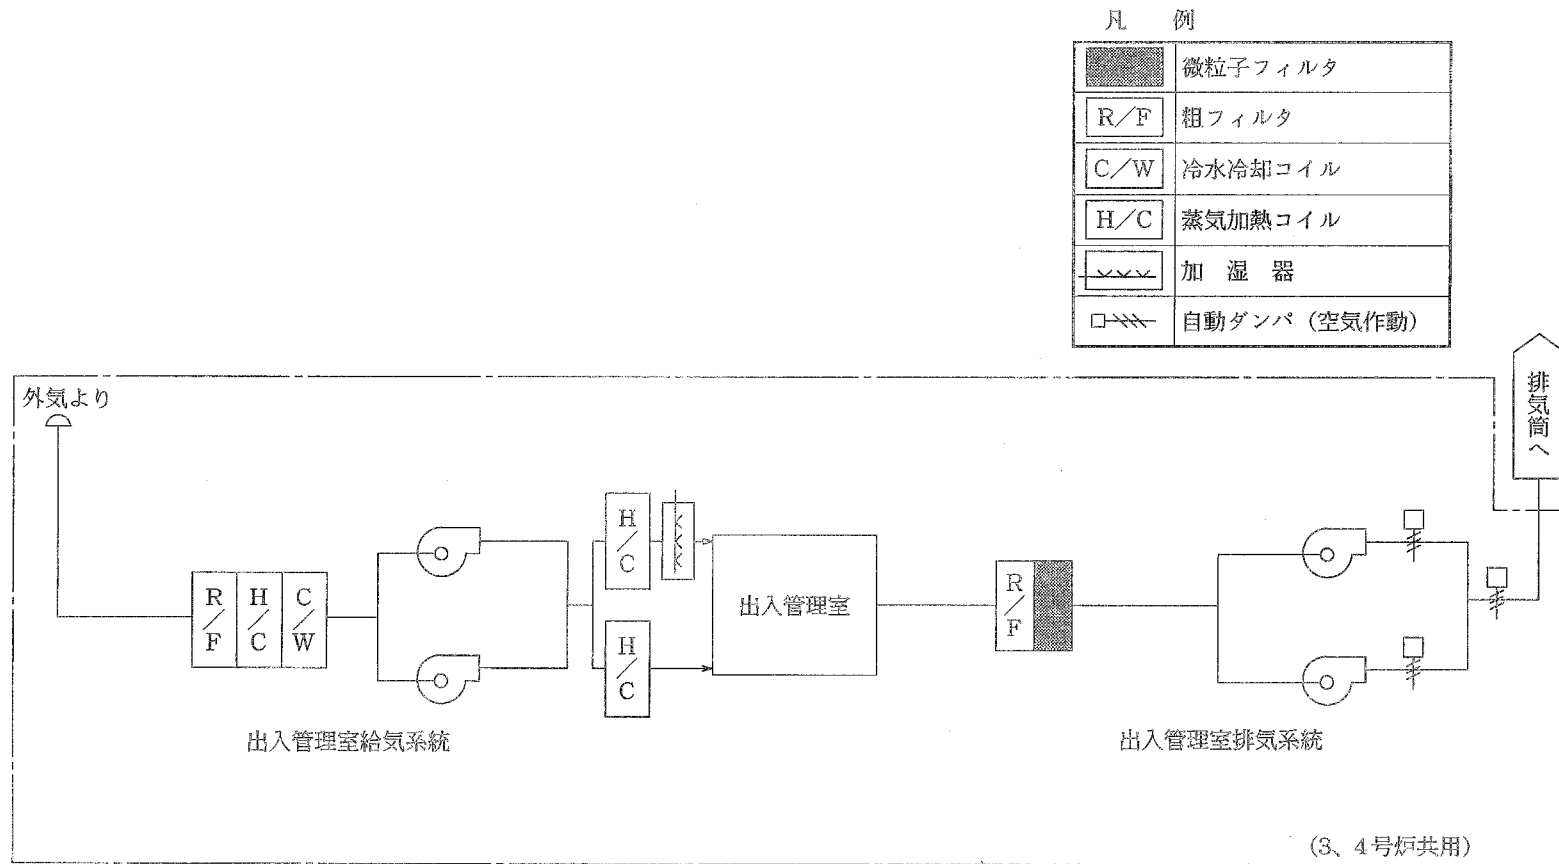 凡　例
微粒子フィルタ
R／F 粗フィルタ
C／W 冷水冷却コイル
H／C 蒸気加熱コイル
加　湿　器
自動ダンパ（空気作動）
排気筒へ
外気より
R／F
H／C
C／W
H／C
H／C
出入管理室
R／F
出入管理室給気系統
出入管理室排気系統
(3、4号炉共用)